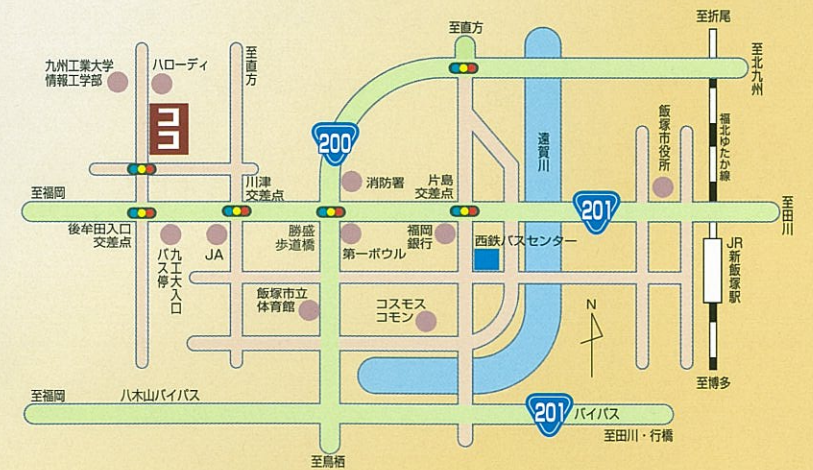 至折尾
至直方
九州工業大学
情報工学部
ハローディ
至直方
至北九州
ココ
200
遠賀川
飯塚市役所
福北ゆたか線
至福岡
川津
交差点
消防署
片島
交差点
201
至田川
後牟田入口
交差点
九工大入口
バス停
JA
勝盛
歩道橋
第一ボウル
福岡
銀行
西鉄バスセンター
JR
新飯塚駅
飯塚市立
体育館
コスモス
コモン
N
至博多
至福岡
八木山バイパス
201
バイパス
至田川・行橋
至鳥栖